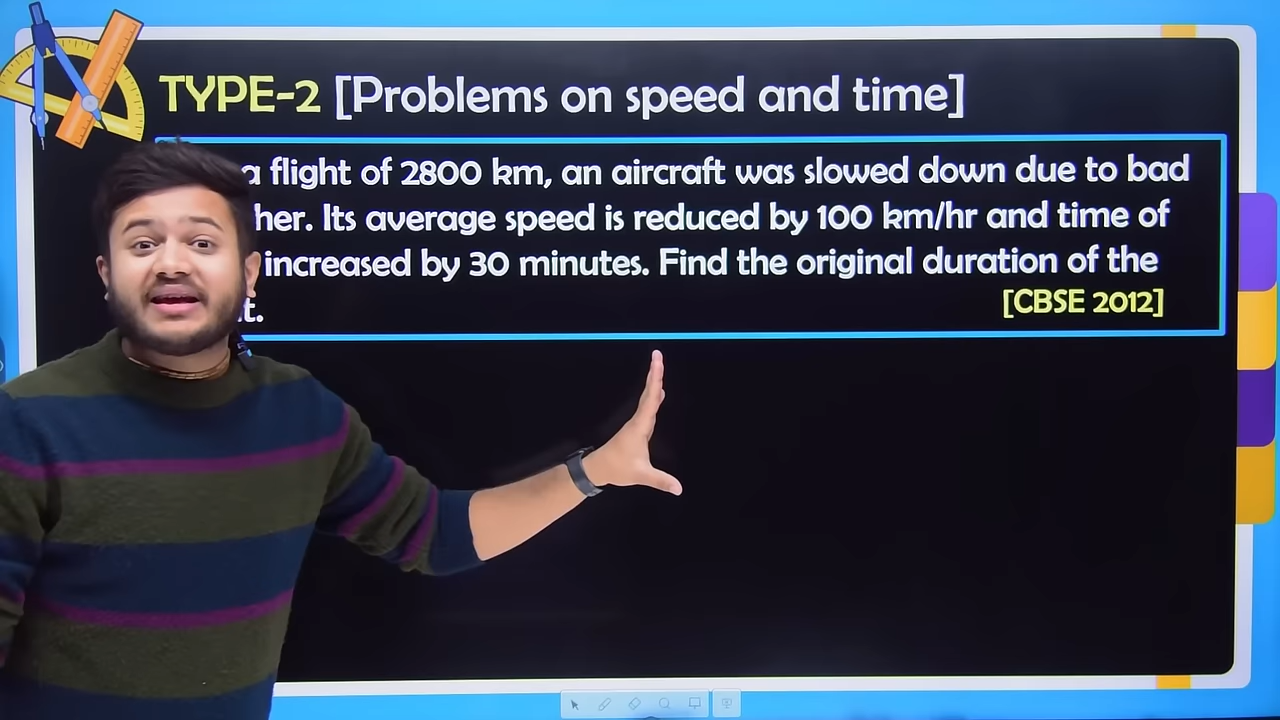 TYPE-2 [Problems on speed and time]
a flight of 2800 km, an aircraft was slowed down due to bad
her. Its average speed is reduced by 100 km/hr and time of
increased by 30 minutes. Find the original duration of the
t.
[CBSE 2012]